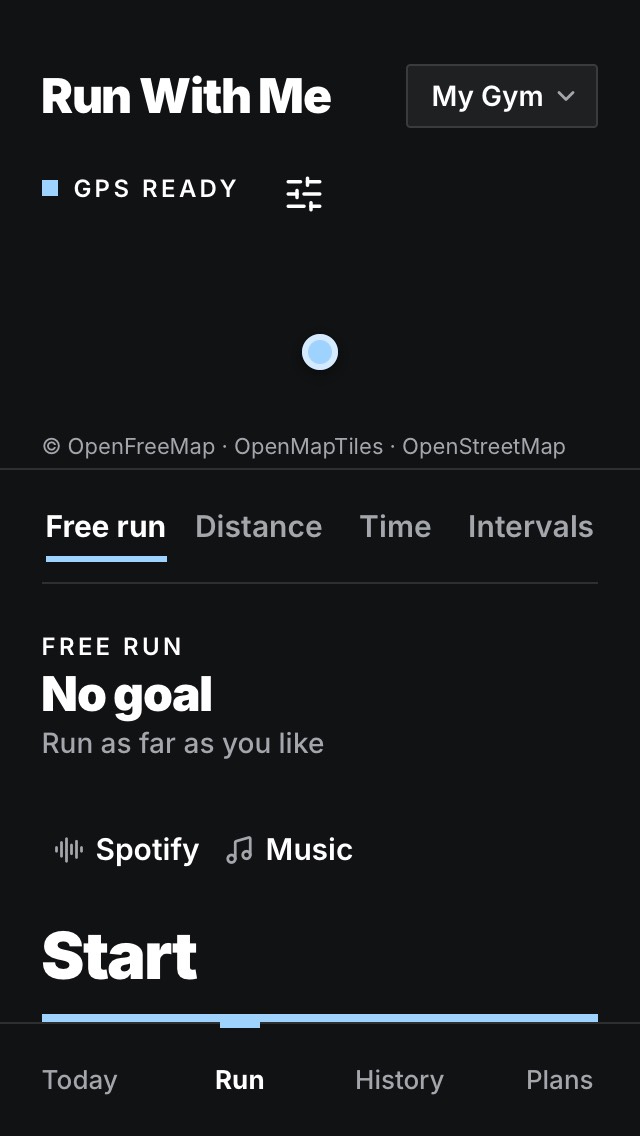 Run With Me
My Gym
GPS READY
© OpenFreeMap · OpenMapTiles · OpenStreetMap
Free run Distance Time Intervals
FREE RUN
No goal
Run as far as you like
Spotify Music
Start
Today Run History Plans